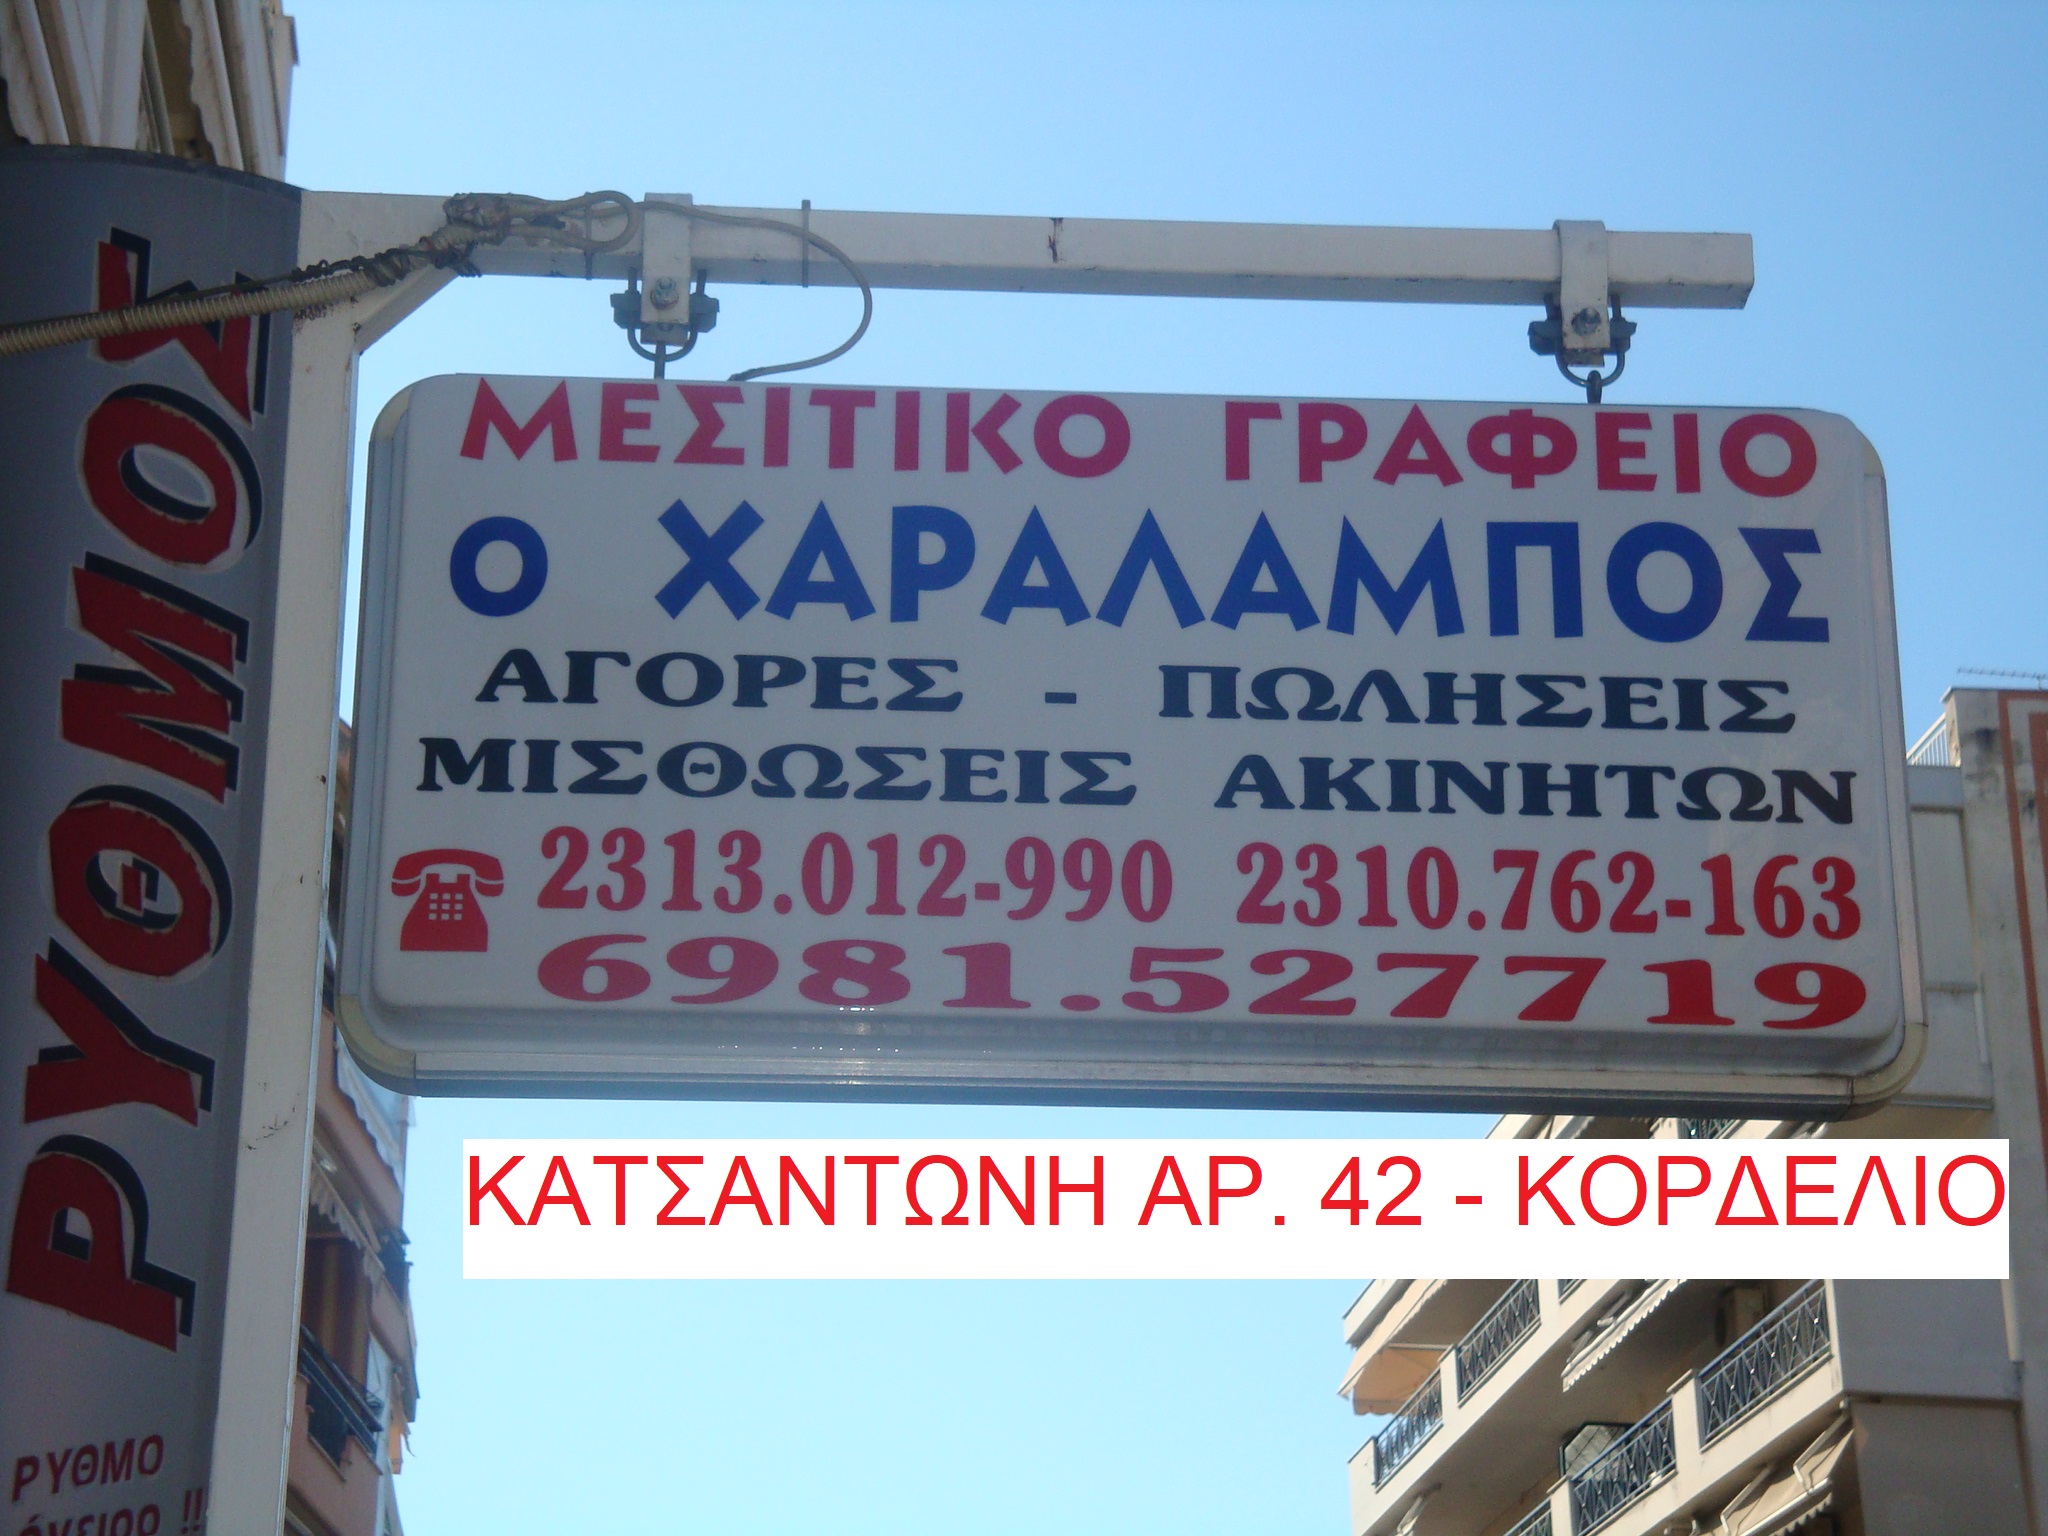 ΡΥΘΜΟΣ
ΜΕΣΙΤΙΚΟ ΓΡΑΦΕΙΟ
Ο ΧΑΡΑΛΑΜΠΟΣ
ΑΓΟΡΕΣ - ΠΩΛΗΣΕΙΣ
ΜΙΣΘΩΣΕΙΣ ΑΚΙΝΗΤΩΝ
2313.012-990 2310.762-163
6981.527719
ΚΑΤΣΑΝΤΩΝΗ ΑΡ. 42 - ΚΟΡΔΕΛΙΟ
ΡΥΘΜΟ